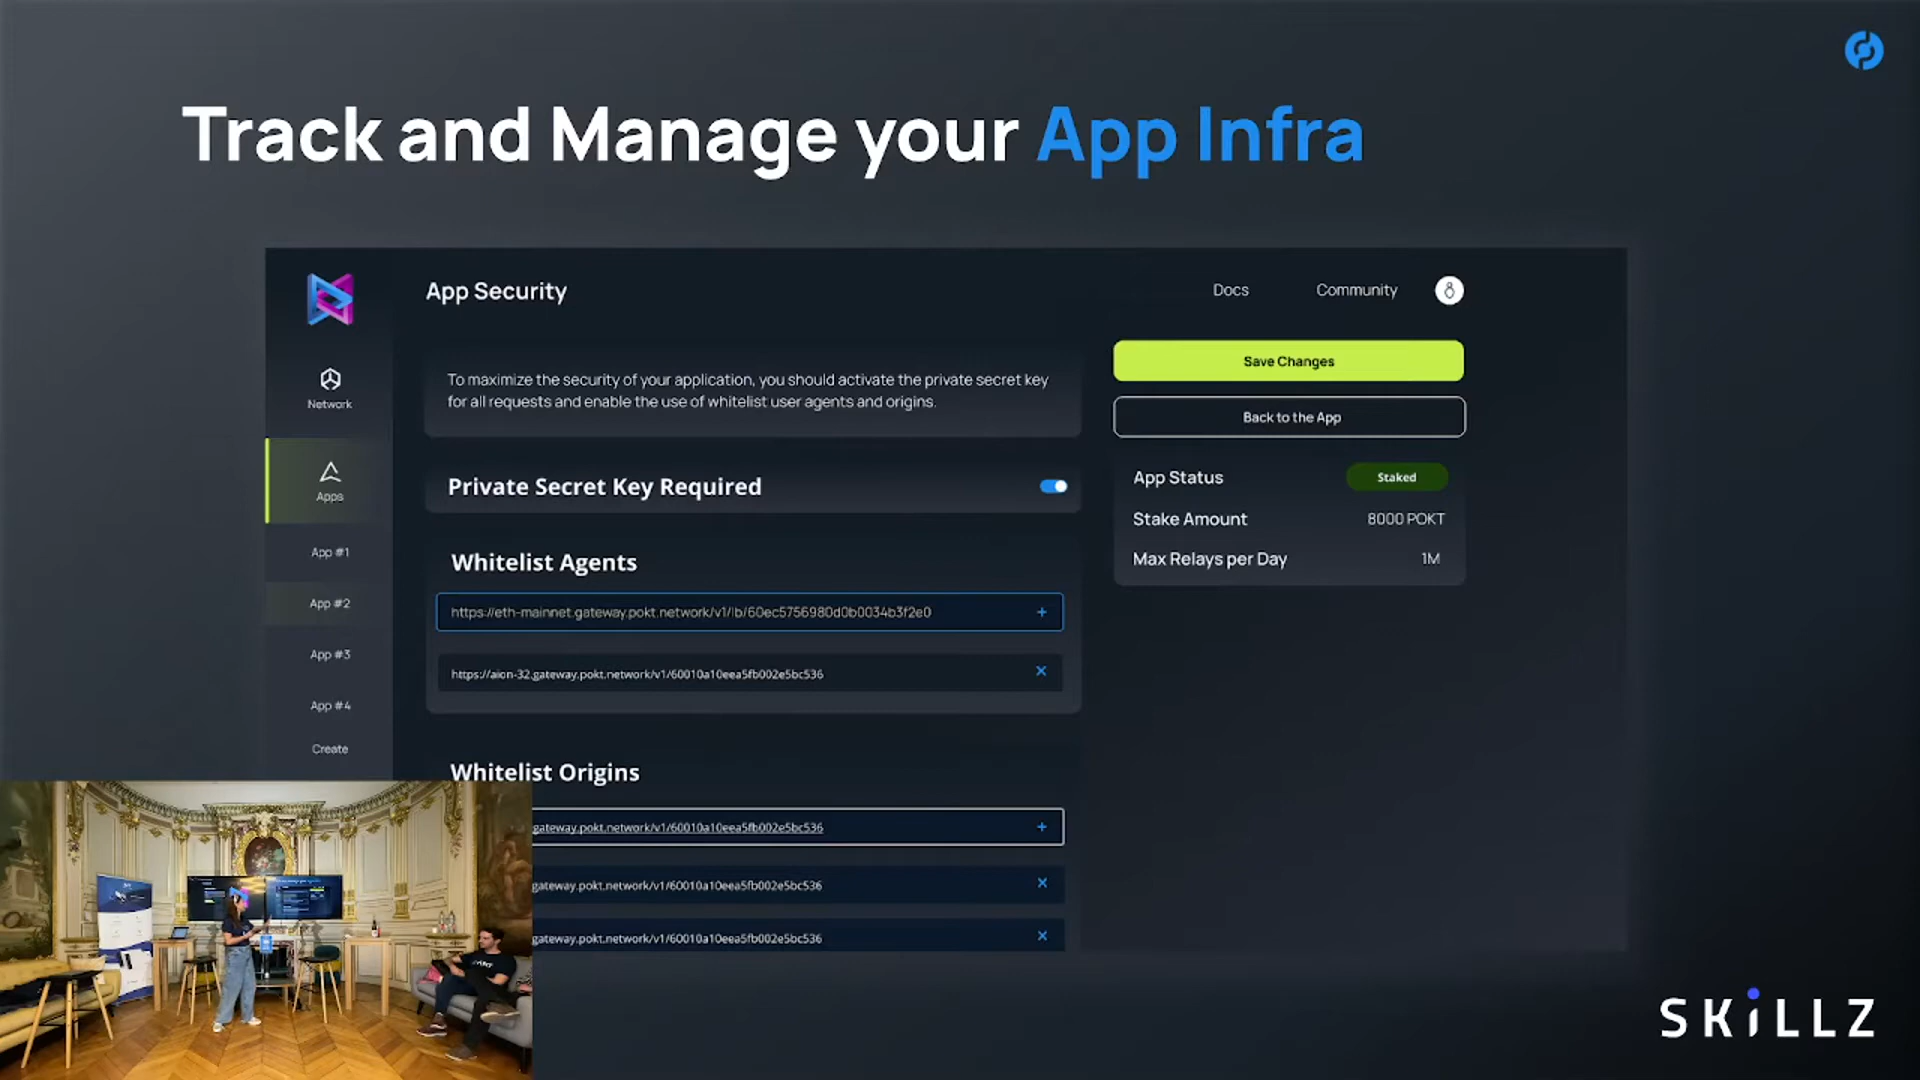 Track and Manage your App Infra
App Security
Docs
Community
Network
Apps
App #1
App #2
App #3
App #4
Create
To maximize the security of your application, you should activate the private secret key
for all requests and enable the use of whitelist user agents and origins.
Private Secret Key Required
Whitelist Agents
https://eth-mainnet.gateway.pokt.network/v1/lb/60ec5756980d0b0034b3f2e0
+
https://aion-32.gateway.pokt.network/v1/60010a10eea5fb002e5bc536
Whitelist Origins
gateway.pokt.network/v1/60010a10eea5fb002e5bc536
+
gateway.pokt.network/v1/60010a10eea5fb002e5bc536
gateway.pokt.network/v1/60010a10eea5fb002e5bc536
Save Changes
Back to the App
App Status Staked
Stake Amount 8000 POKT
Max Relays per Day 1M
SKiLLZ